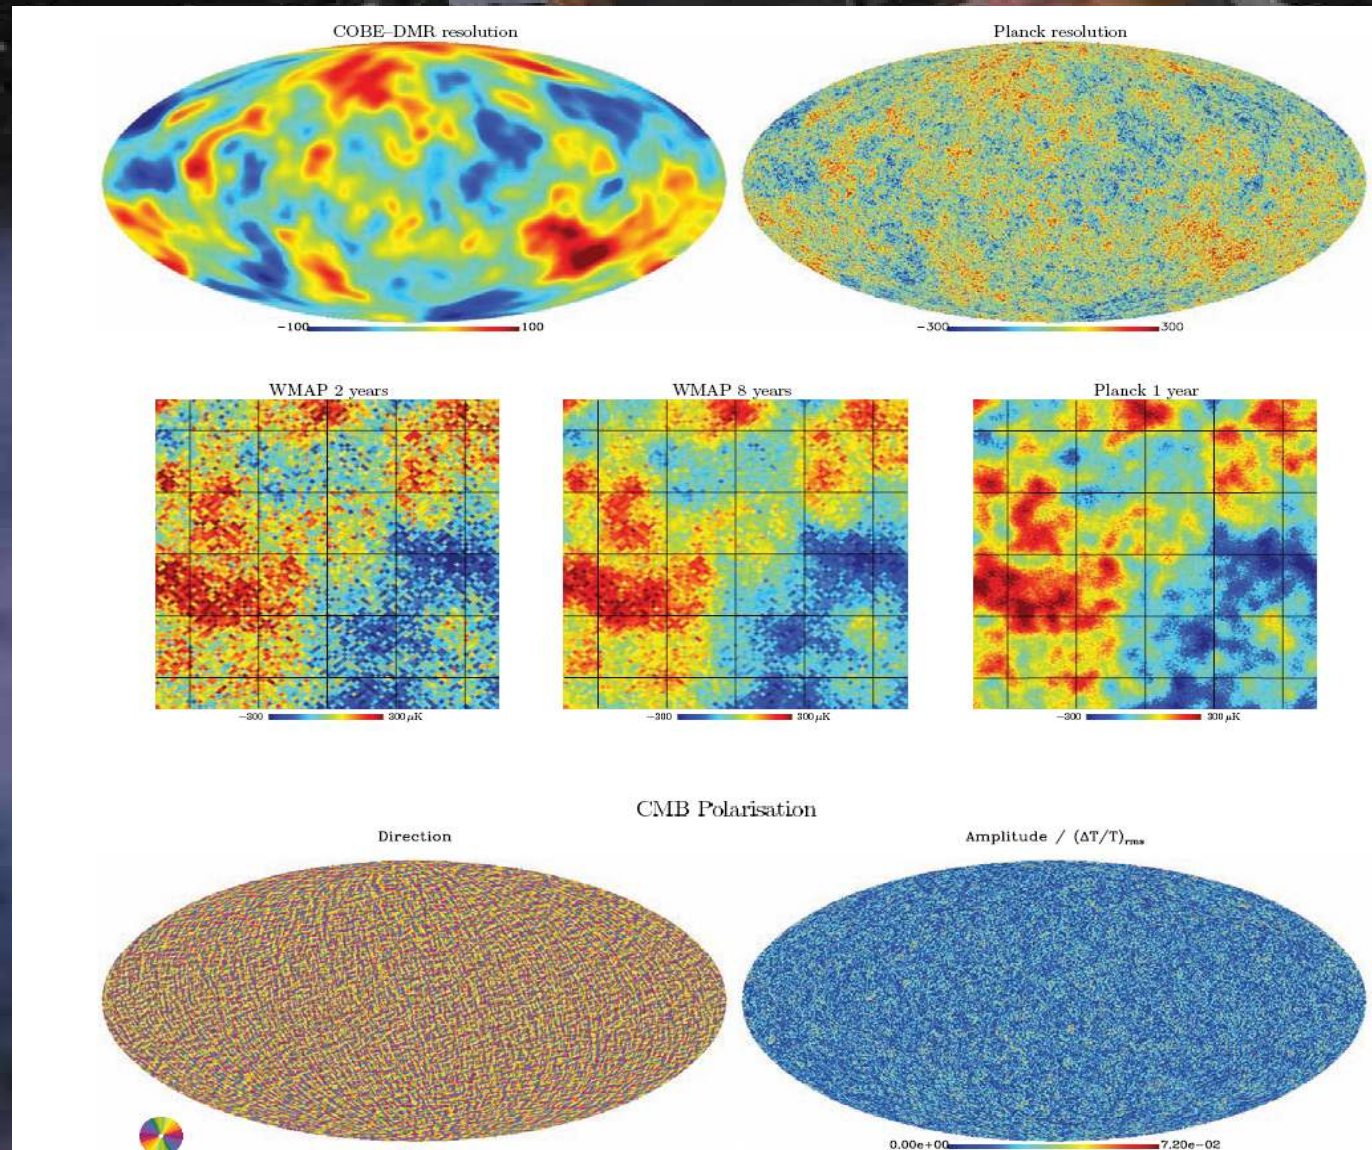 COBE–DMR resolution
Planck resolution
−100 100
−300 300
WMAP 2 years
WMAP 8 years
Planck 1 year
−300 300 μK
−300 300 μK
−300 300 μK
CMB Polarisation
Direction
Amplitude / (ΔT/T)rms
0.00e+00 7.20e−02